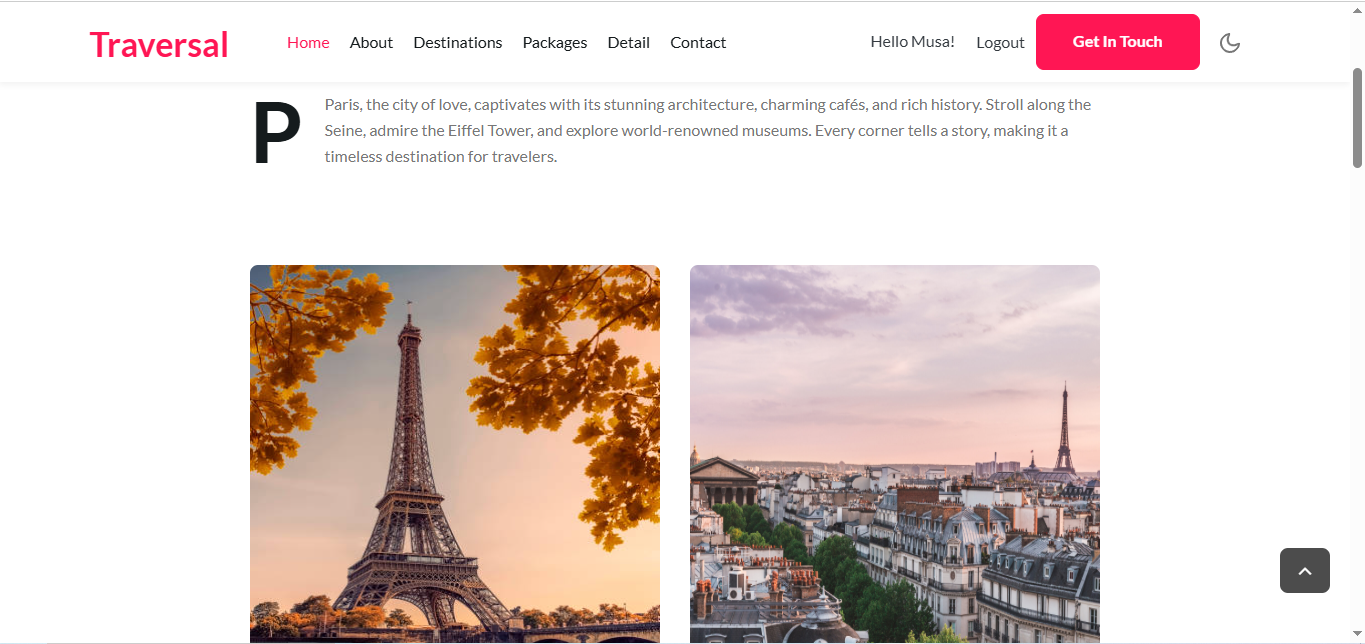 Traversal Home About Destinations Packages Detail Contact Hello Musa! Logout Get In Touch
P
Paris, the city of love, captivates with its stunning architecture, charming cafés, and rich history. Stroll along the
Seine, admire the Eiffel Tower, and explore world-renowned museums. Every corner tells a story, making it a
timeless destination for travelers.